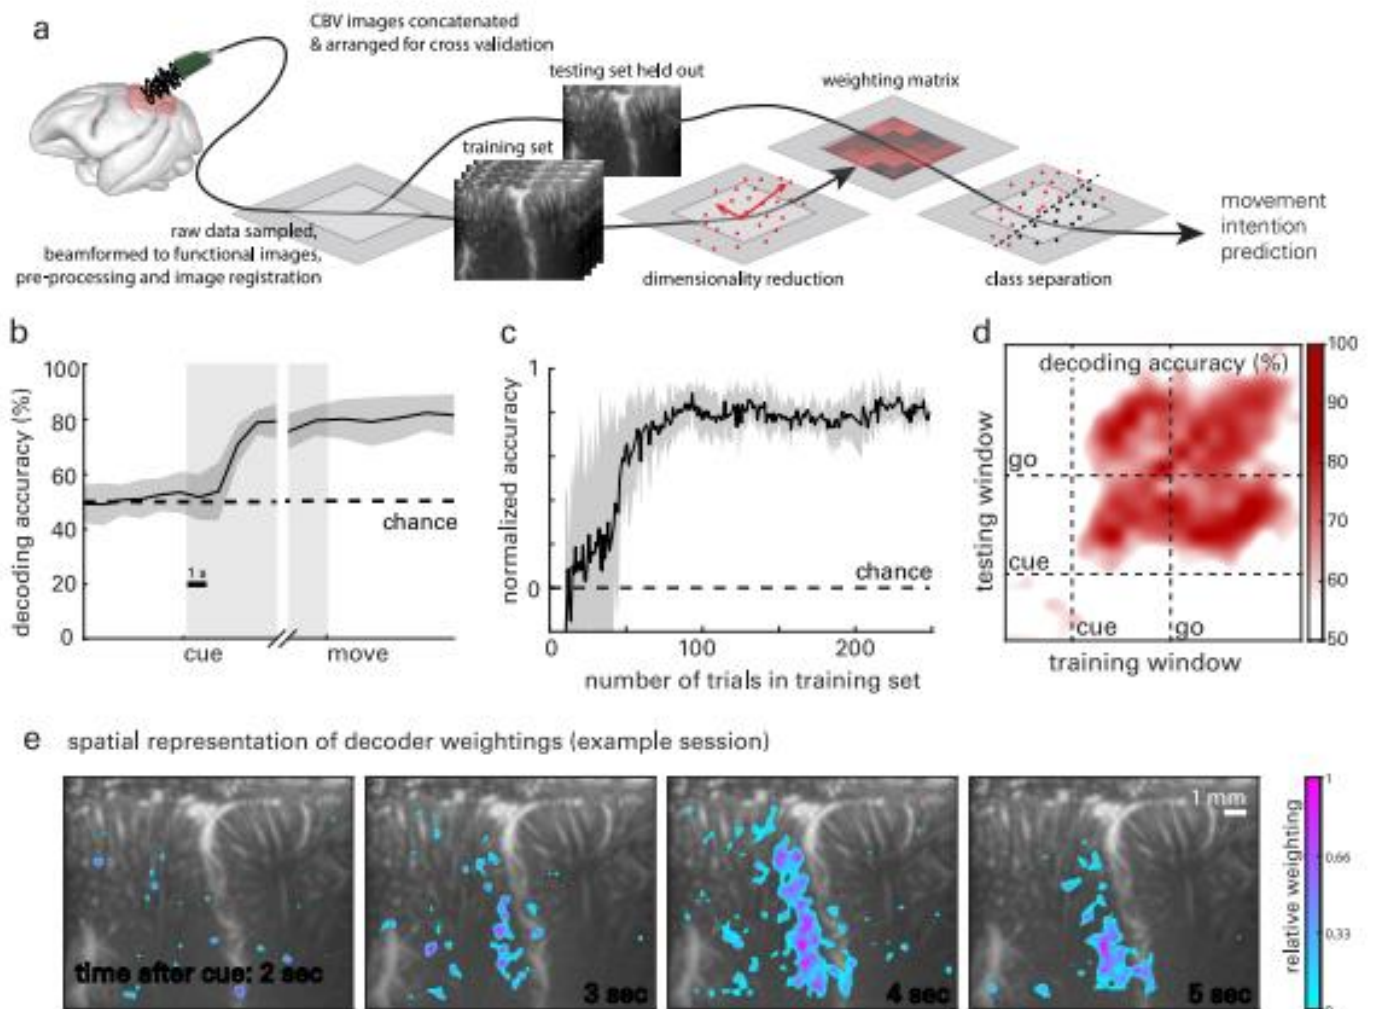 a
CBV images concatenated
& arranged for cross validation
testing set held out
weighting matrix
training set
raw data sampled,
beamformed to functional images,
pre-processing and image registration
dimensionality reduction
class separation
movement
intention
prediction
b
decoding accuracy (%)
100
80
60
40
20
0
chance
1 s
cue
move
c
normalized accuracy
1
0
chance
0
100
200
number of trials in training set
d
decoding accuracy (%)
testing window
go
cue
cue
go
training window
100
90
80
70
60
50
e spatial representation of decoder weightings (example session)
time after cue: 2 sec
3 sec
4 sec
1 mm
5 sec
relative weighting
1
0.66
0.33
0